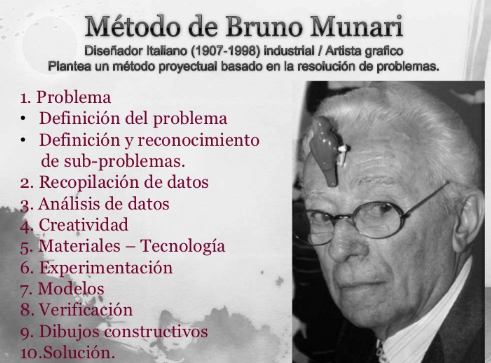 Método de Bruno Munari
Diseñador Italiano (1907-1998) industrial / Artista grafico
Plantea un método proyectual basado en la resolución de problemas.
1. Problema
• Definición del problema
• Definición y reconocimiento
de sub-problemas.
2. Recopilación de datos
3. Análisis de datos
4. Creatividad
5. Materiales – Tecnología
6. Experimentación
7. Modelos
8. Verificación
9. Dibujos constructivos
10.Solución.